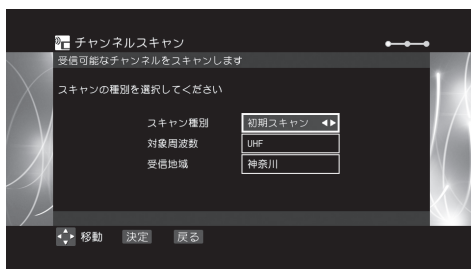 チャンネルスキャン
受信可能なチャンネルをスキャンします
スキャンの種別を選択してください
スキャン種別 初期スキャン
対象周波数 UHF
受信地域 神奈川
移動 決定 戻る